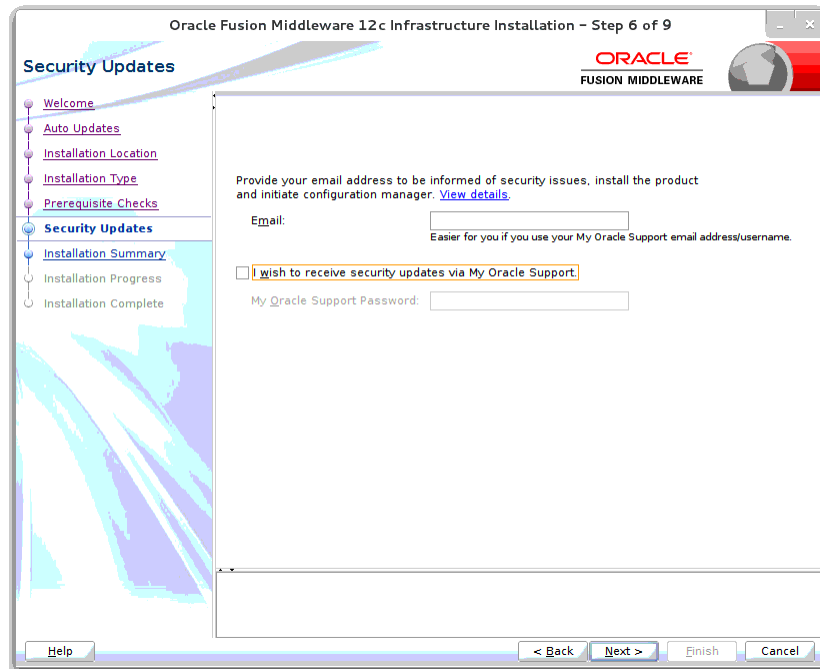 Oracle Fusion Middleware 12c Infrastructure Installation - Step 6 of 9
Security Updates
ORACLE
FUSION MIDDLEWARE
Welcome
Auto Updates
Installation Location
Installation Type
Prerequisite Checks
Security Updates
Installation Summary
Installation Progress
Installation Complete
Provide your email address to be informed of security issues, install the product
and initiate configuration manager. View details.
Email:
Easier for you if you use your My Oracle Support email address/username.
I wish to receive security updates via My Oracle Support.
My Oracle Support Password:
Help
< Back
Next >
Finish
Cancel